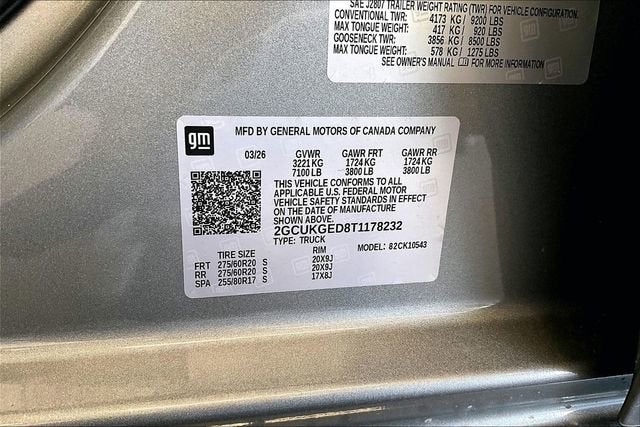 SAE J2807 TRAILER WEIGHT RATING (TWR) FOR VEHICLE CONFIGURATION.
CONVENTIONAL TWR: 4173 KG / 9200 LBS
MAX TONGUE WEIGHT: 417 KG / 920 LBS
GOOSENECK TWR: 3856 KG / 8500 LBS
MAX TONGUE WEIGHT: 578 KG / 1275 LBS
SEE OWNER'S MANUAL FOR MORE INFORMATION
gm
MFD BY GENERAL MOTORS OF CANADA COMPANY
03/26 GVWR GAWR FRT GAWR RR
3221 KG 1724 KG 1724 KG
7100 LB 3800 LB 3800 LB
THIS VEHICLE CONFORMS TO ALL
APPLICABLE U.S. FEDERAL MOTOR
VEHICLE SAFETY STANDARDS IN EFFECT
ON THE DATE OF MANUFACTURE
SHOWN ABOVE.
2GCUKGED8T1178232
TYPE: TRUCK MODEL: 82CK10543
TIRE SIZE RIM
FRT 275/60R20 S 20X9J
RR 275/60R20 S 20X9J
SPA 255/80R17 S 17X8J